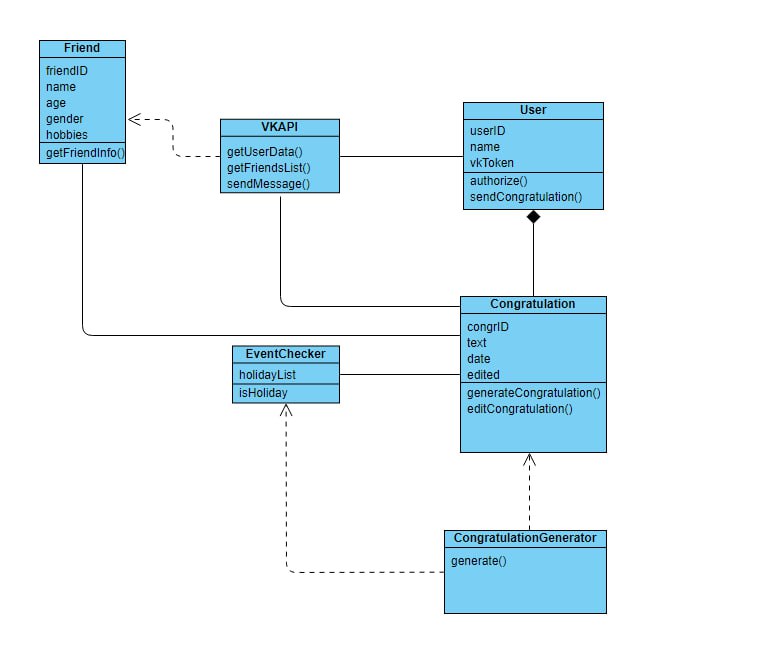 Friend
friendID
name
age
gender
hobbies
getFriendInfo()
VKAPI
getUserData()
getFriendsList()
sendMessage()
User
userID
name
vkToken
authorize()
sendCongratulation()
Congratulation
congrID
text
date
edited
generateCongratulation()
editCongratulation()
EventChecker
holidayList
isHoliday
CongratulationGenerator
generate()